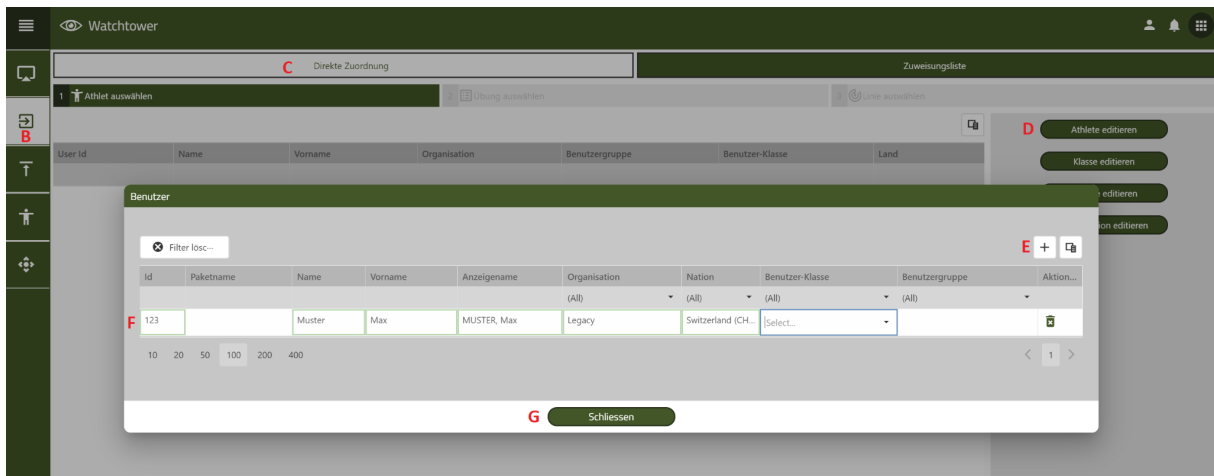 Watchtower
C Direkte Zuordnung Zuweisungsliste
1 Athlet auswählen 2 Übung auswählen 3 Linie auswählen
B
D Athlete editieren
User Id Name Vorname Organisation Benutzergruppe Benutzer-Klasse Land
Klasse editieren
Benutzer
editieren
ion editieren
Filter lösc... E +
Id Paketname Name Vorname Anzeigename Organisation Nation Benutzer-Klasse Benutzergruppe Aktion...
(All) (All) (All) (All)
F 123 Muster Max MUSTER, Max Legacy Switzerland (CH... Select...
10 20 50 100 200 400 < 1 >
G Schliessen